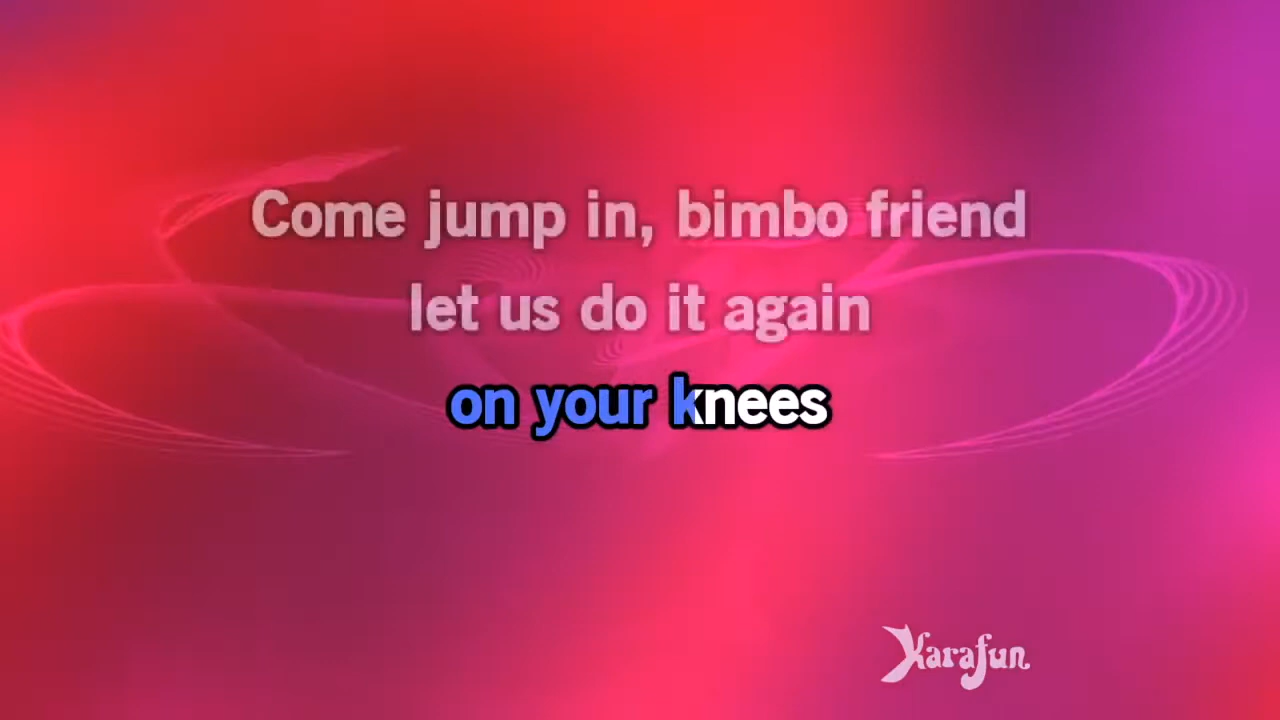 Come jump in, bimbo friend
let us do it again
on your knees
Karafun